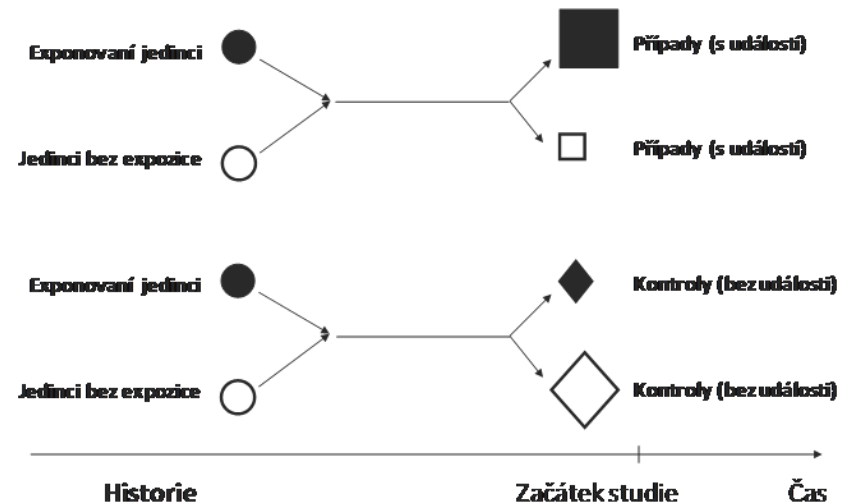 Exponovaní jedinci
Případy (s událostí)
Jedinci bez expozice
Případy (s událostí)
Exponovaní jedinci
Kontroly (bez události)
Jedinci bez expozice
Kontroly (bez události)
Historie
Začátek studie
Čas